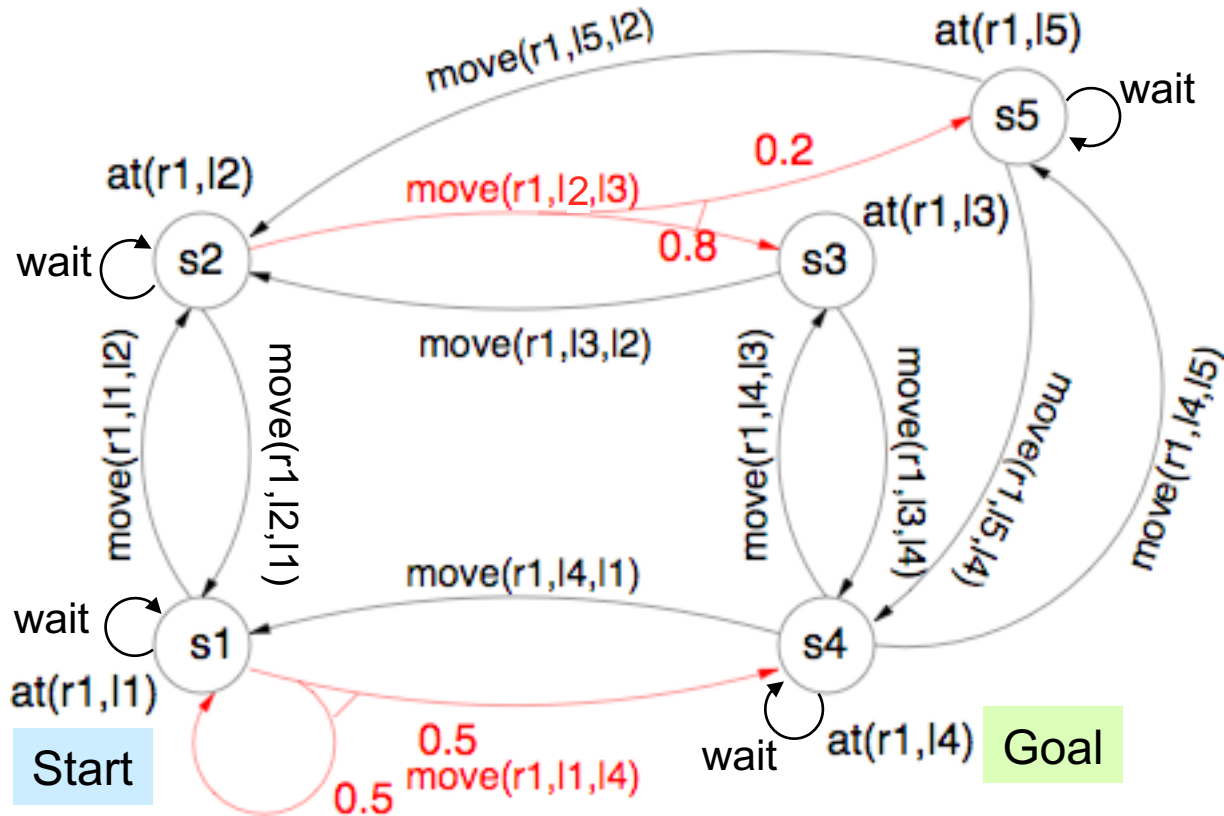 move(r1,l5,l2)
at(r1,l5)
s5
wait
0.2
at(r1,l2)
move(r1,l2,l3)
at(r1,l3)
0.8
wait
s2
s3
move(r1,l3,l2)
move(r1,l1,l2)
move(r1,l2,l1)
move(r1,l4,l3)
move(r1,l3,l4)
move(r1,l5,l4)
move(r1,l4,l5)
move(r1,l4,l1)
wait
s1
s4
at(r1,l1)
0.5
wait
at(r1,l4)
Goal
Start
move(r1,l1,l4)
0.5